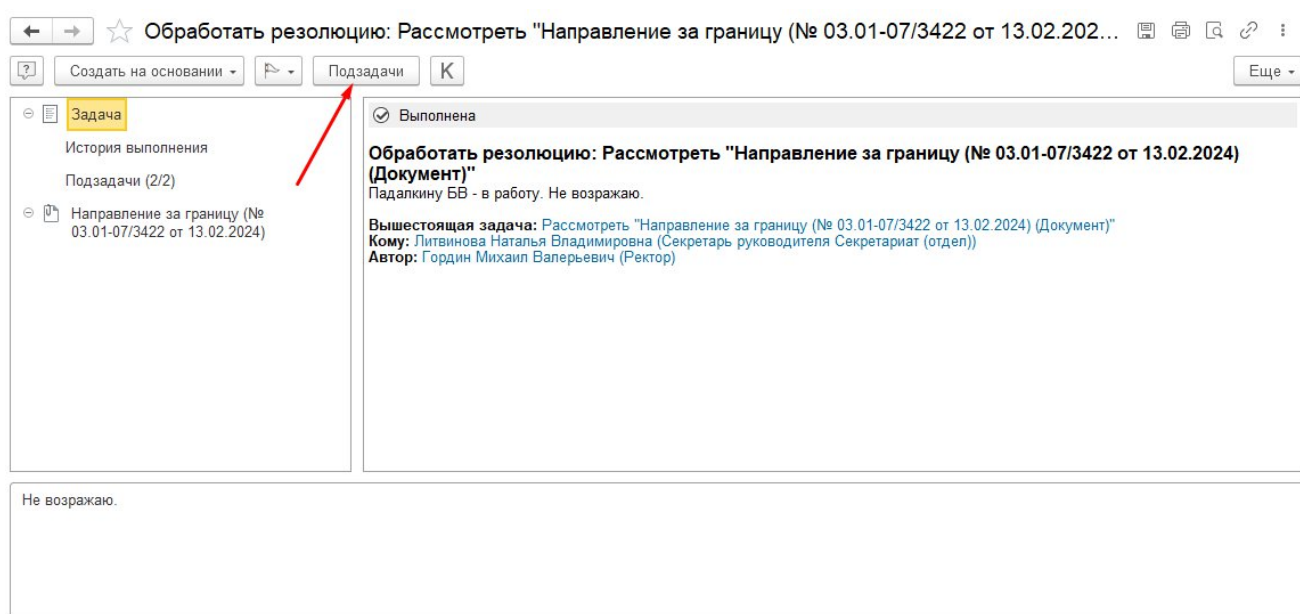 Обработать резолюцию: Рассмотреть "Направление за границу (№ 03.01-07/3422 от 13.02.202...
Создать на основании
Подзадачи
К
Еще
Задача
История выполнения
Подзадачи (2/2)
Направление за границу (№
03.01-07/3422 от 13.02.2024)
Выполнена
Обработать резолюцию: Рассмотреть "Направление за границу (№ 03.01-07/3422 от 13.02.2024)
(Документ)"
Падалкину БВ - в работу. Не возражаю.
Вышестоящая задача: Рассмотреть "Направление за границу (№ 03.01-07/3422 от 13.02.2024) (Документ)"
Кому: Литвинова Наталья Владимировна (Секретарь руководителя Секретариат (отдел))
Автор: Гордин Михаил Валерьевич (Ректор)
Не возражаю.